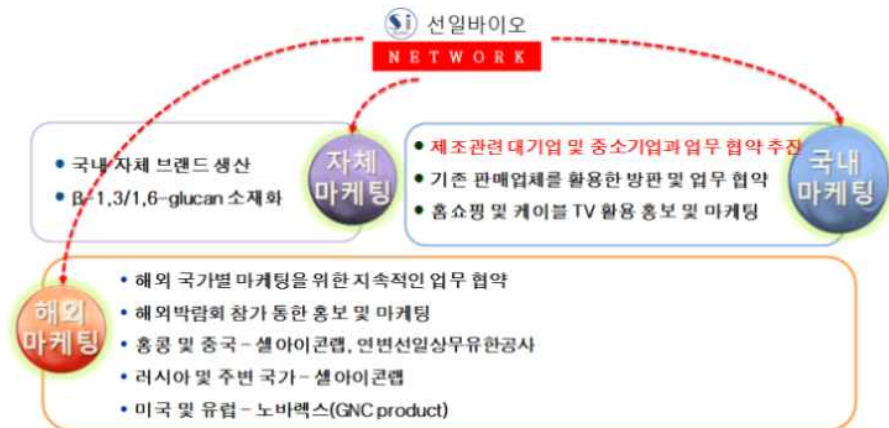 Si 선일바이오
NETWORK
• 국내 자체 브랜드 생산
• β-1,3/1,6-glucan 소재화
자체
마케팅
• 제조관련 대기업 및 중소기업과 업무 협약 추진
• 기존 판매업체를 활용한 방판 및 업무 협약
• 홈쇼핑 및 케이블 TV 활용 홍보 및 마케팅
국내
마케팅
해외
마케팅
• 해외 국가별 마케팅을 위한 지속적인 업무 협약
• 해외박람회 참가 통한 홍보 및 마케팅
• 홍콩 및 중국 – 셀아이콘랩, 연변선일상무유한공사
• 러시아 및 주변 국가 – 셀아이콘랩
• 미국 및 유럽 – 노바렉스(GNC product)